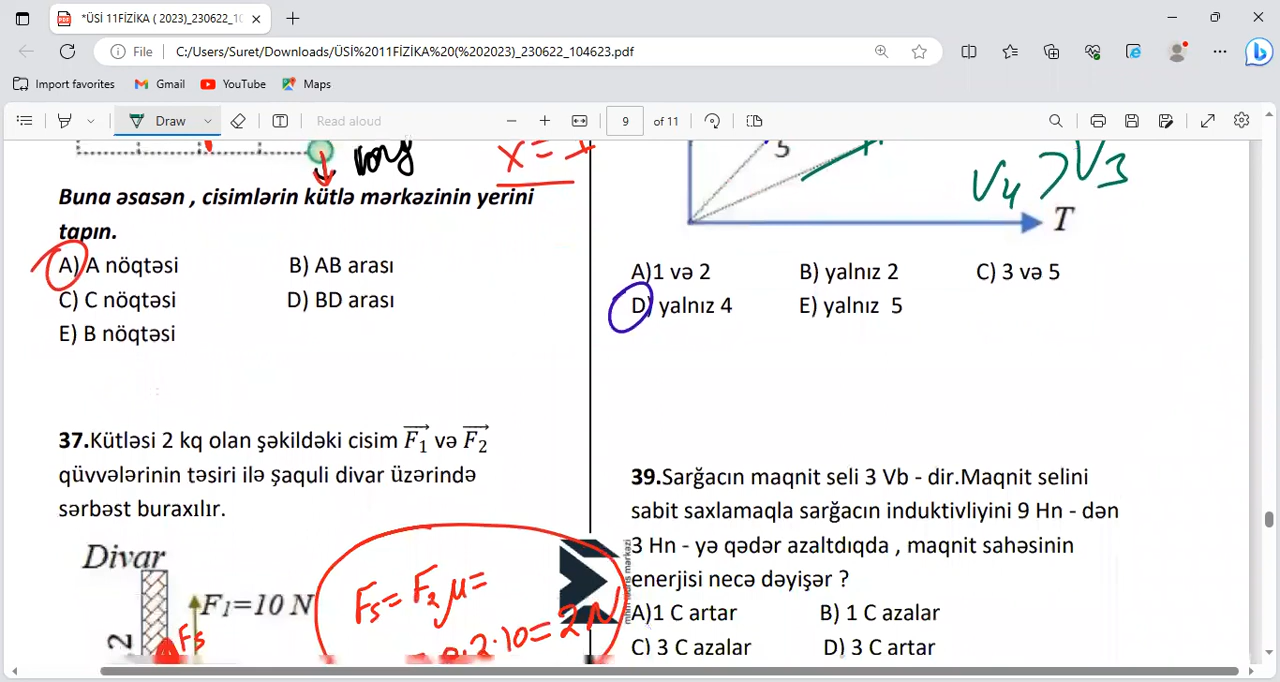 *ÜSİ 11FİZİKA ( 2023)_230622_10
File
C:/Users/Suret/Downloads/ÜSİ%2011FİZİKA%20(%202023)_230622_104623.pdf
Import favorites
Gmail
YouTube
Maps
Draw
Read aloud
9
of 11
x =
Buna əsasən , cisimlərin kütlə mərkəzinin yerini
tapın.
A) A nöqtəsi B) AB arası
C) C nöqtəsi D) BD arası
E) B nöqtəsi
37.Kütləsi 2 kq olan şəkildəki cisim F₁ və F₂
qüvvələrinin təsiri ilə şaquli divar üzərində
sərbəst buraxılır.
Divar
F₁=10 N
Fs
2
Fs = F₂ μ =
2·10 = 2N
5
V₄ > V₃
T
A)1 və 2 B) yalnız 2 C) 3 və 5
D) yalnız 4 E) yalnız 5
39.Sarğacın maqnit seli 3 Vb - dir.Maqnit selini
sabit saxlamaqla sarğacın induktivliyini 9 Hn - dən
3 Hn - yə qədər azaltdıqda , maqnit sahəsinin
enerjisi necə dəyişər ?
A)1 C artar B) 1 C azalar
C) 3 C azalar D) 3 C artar